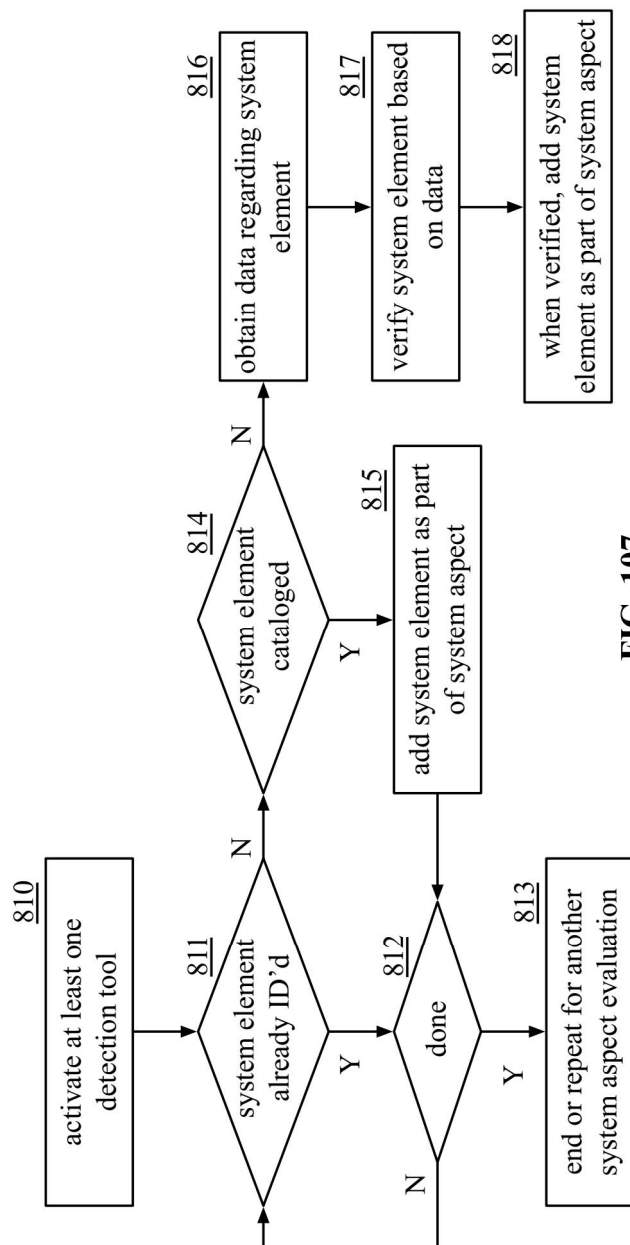 810
activate at least one
detection tool
811
system element
already ID'd
N
Y
812
done
N
Y
813
end or repeat for another
system aspect evaluation
814
system element
cataloged
N
Y
815
add system element as part
of system aspect
816
obtain data regarding system
element
817
verify system element based
on data
818
when verified, add system
element as part of system aspect
FIG. 107